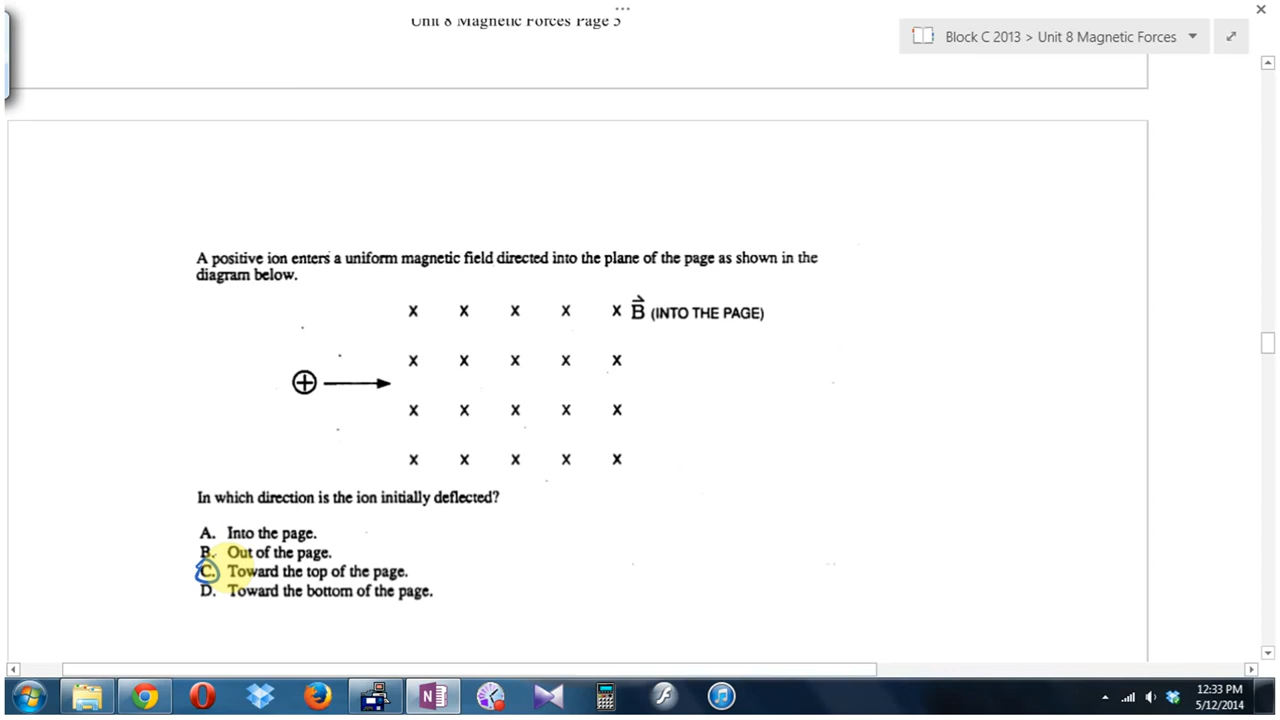 Unit 8 Magnetic Forces Page 5
Block C 2013 > Unit 8 Magnetic Forces
A positive ion enters a uniform magnetic field directed into the plane of the page as shown in the
diagram below.
X X X X X B (INTO THE PAGE)
X X X X X
+
X X X X X
X X X X X
In which direction is the ion initially deflected?
A. Into the page.
B. Out of the page.
C. Toward the top of the page.
D. Toward the bottom of the page.
N
12:33 PM
5/12/2014